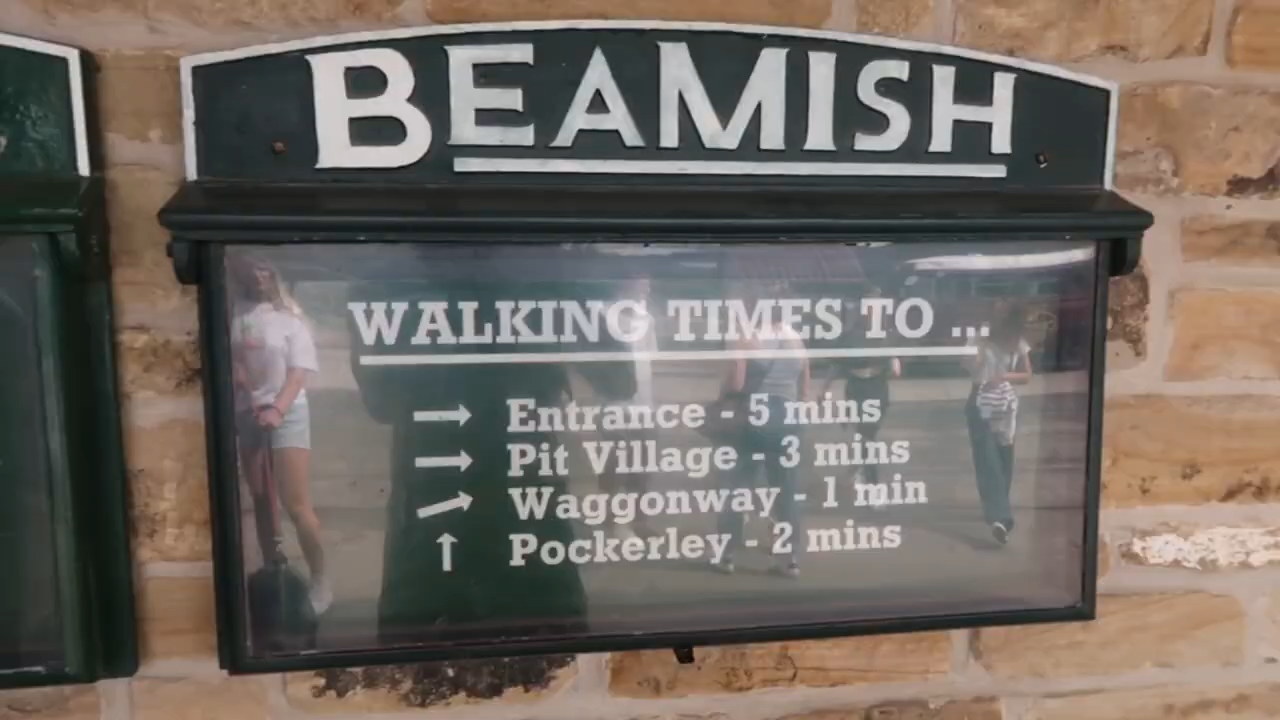 BEAMISH
WALKING TIMES TO ...
→ Entrance - 5 mins
→ Pit Village - 3 mins
→ Waggonway - 1 min
↑ Pockerley - 2 mins